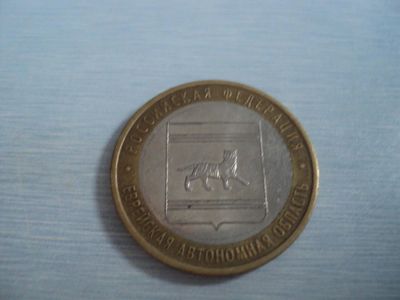 РОССИЙСКАЯ ФЕДЕРАЦИЯ
ЕВРЕЙСКАЯ АВТОНОМНАЯ ОБЛАСТЬ